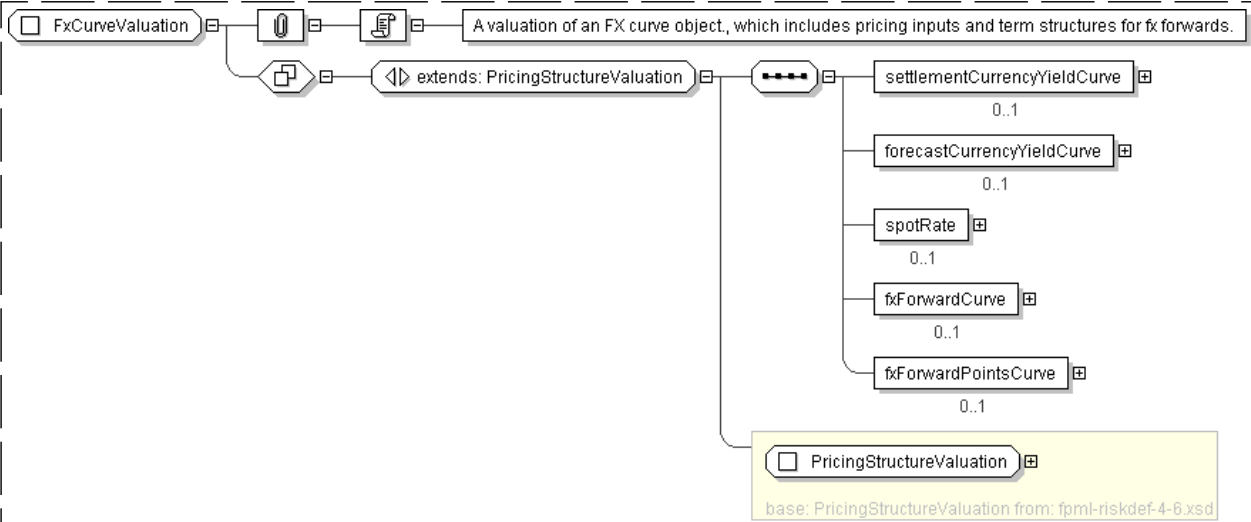 FxCurveValuation
A valuation of an FX curve object., which includes pricing inputs and term structures for fx forwards.
extends: PricingStructureValuation
settlementCurrencyYieldCurve
0..1
forecastCurrencyYieldCurve
0..1
spotRate
0..1
fxForwardCurve
0..1
fxForwardPointsCurve
0..1
PricingStructureValuation
base: PricingStructureValuation from: fpml-riskdef-4-6.xsd